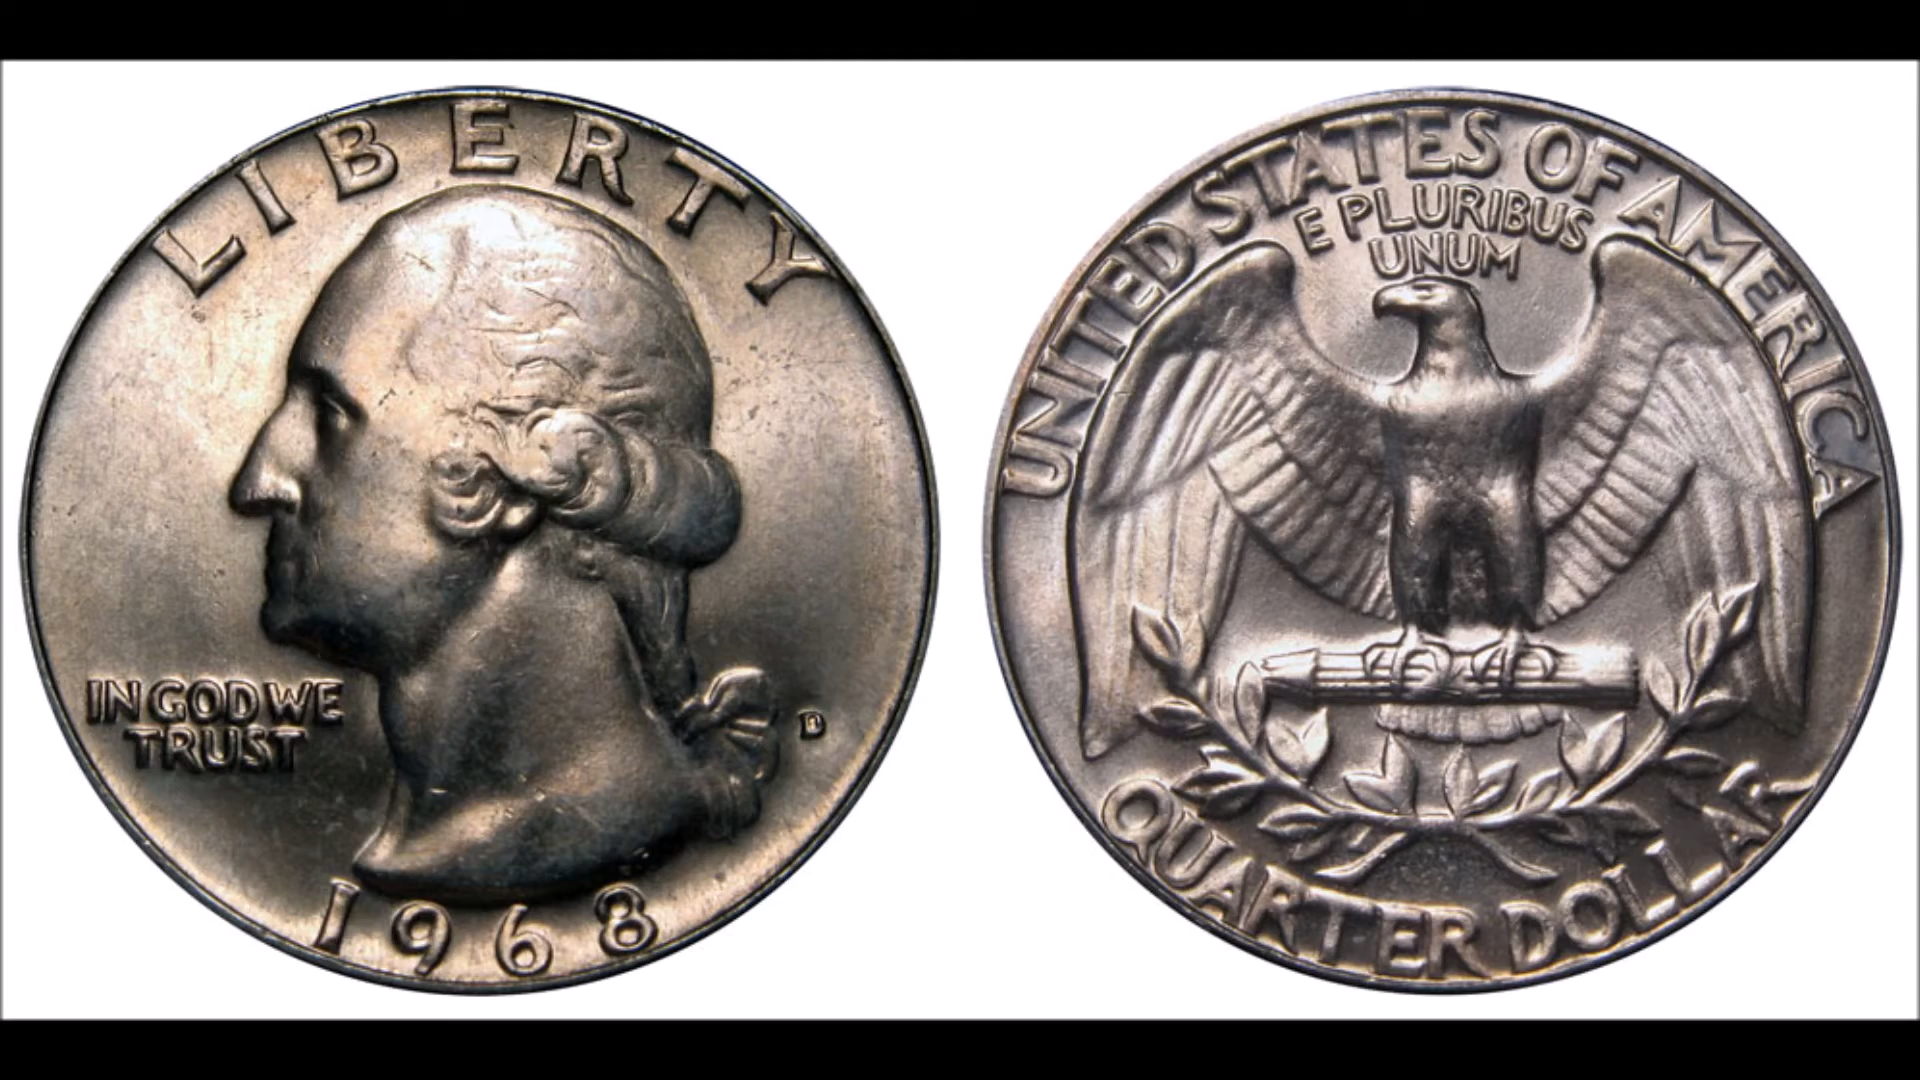 LIBERTY
IN GOD WE
TRUST
D
1968
UNITED STATES OF AMERICA
E PLURIBUS
UNUM
QUARTER DOLLAR